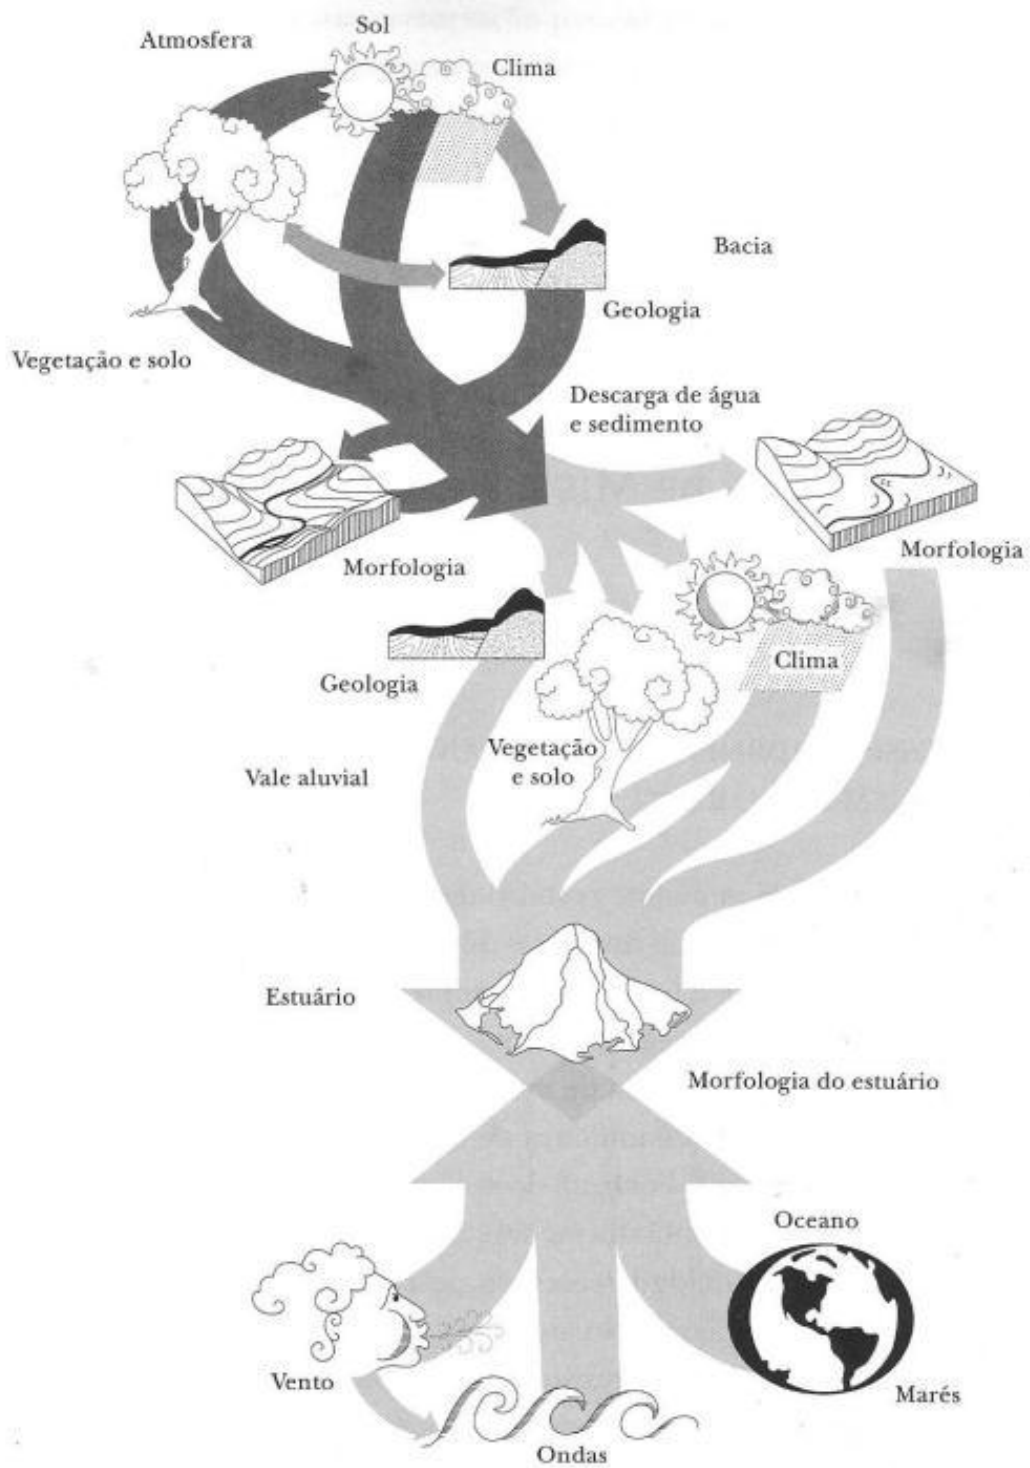 Sol
Atmosfera
Clima
Bacia
Geologia
Vegetação e solo
Descarga de água
e sedimento
Morfologia
Morfologia
Clima
Geologia
Vegetação
e solo
Vale aluvial
Estuário
Morfologia do estuário
Oceano
Vento
Marés
Ondas